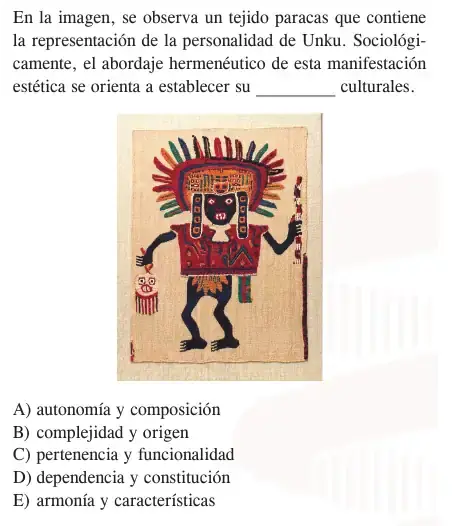 En la imagen, se observa un tejido paracas que contiene
la representación de la personalidad de Unku. Sociológi-
camente, el abordaje hermenéutico de esta manifestación
estética se orienta a establecer su __________ culturales.
A) autonomía y composición
B) complejidad y origen
C) pertenencia y funcionalidad
D) dependencia y constitución
E) armonía y características